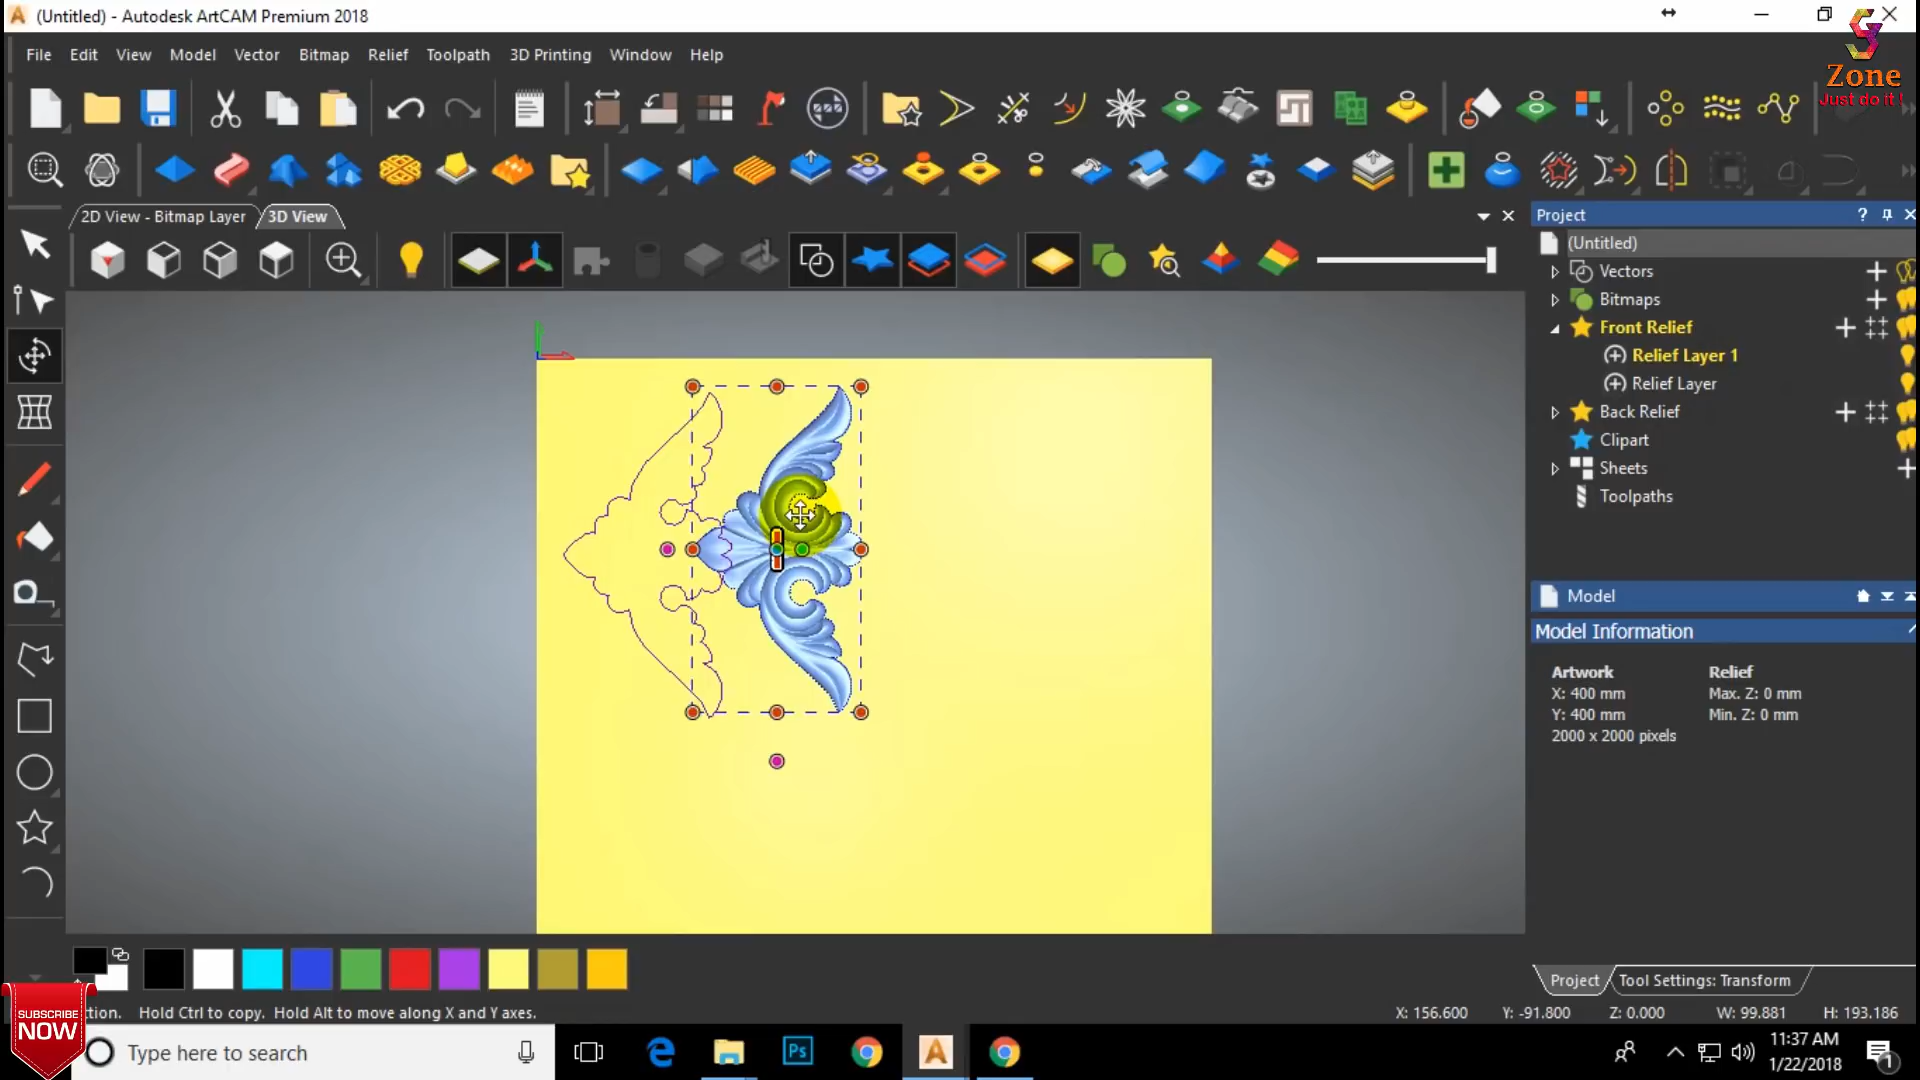 (Untitled) - Autodesk ArtCAM Premium 2018
File Edit View Model Vector Bitmap Relief Toolpath 3D Printing Window Help
Zone
Just do it !
2D View - Bitmap Layer 3D View
Project
(Untitled)
Vectors
Bitmaps
Front Relief
Relief Layer 1
Relief Layer
Back Relief
Clipart
Sheets
Toolpaths
Model
Model Information
Artwork Relief
X: 400 mm Max. Z: 0 mm
Y: 400 mm Min. Z: 0 mm
2000 x 2000 pixels
Project Tool Settings: Transform
SUBSCRIBE
NOW
ction. Hold Ctrl to copy. Hold Alt to move along X and Y axes.
X: 156.600 Y: -91.800 Z: 0.000 W: 99.881 H: 193.186
Type here to search
Ps
11:37 AM
1/22/2018
1